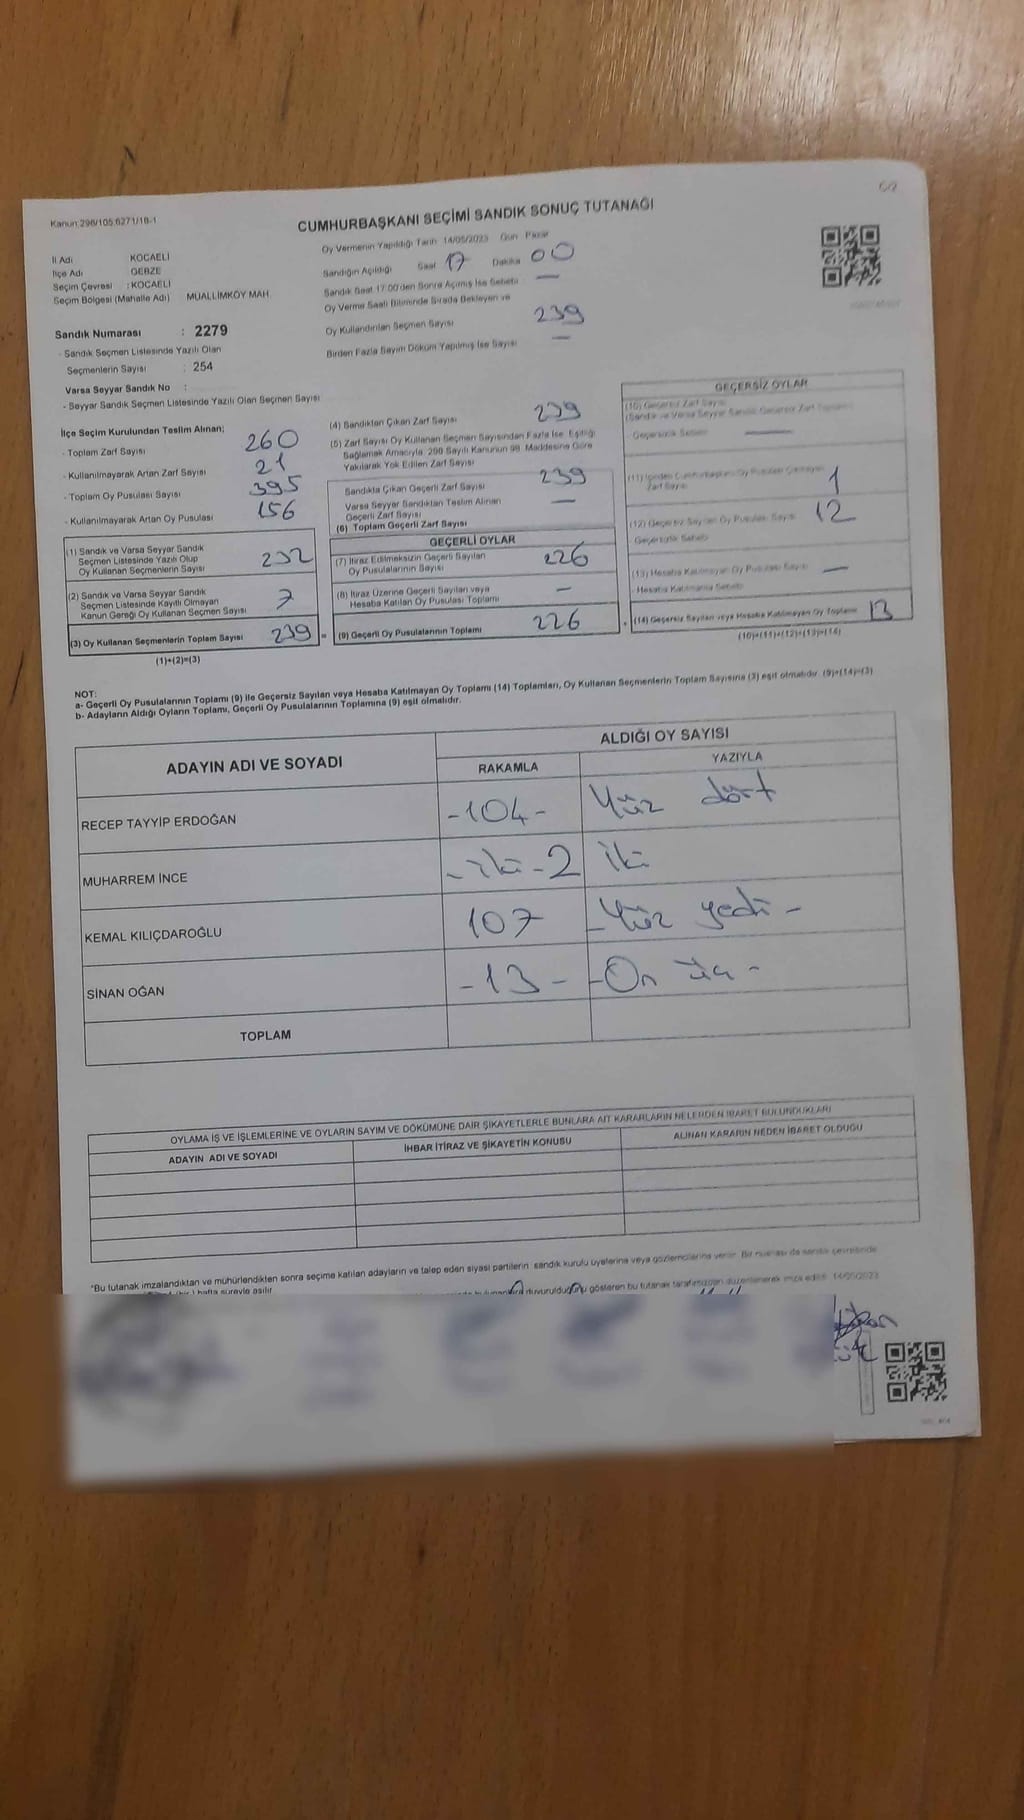 Kanun:298/105;6271/18-1
CUMHURBAŞKANI SEÇİMİ SANDIK SONUÇ TUTANAĞI
İl Adı KOCAELİ
İlçe Adı GEBZE
Seçim Çevresi : KOCAELİ
Seçim Bölgesi (Mahalle Adı) MUALLİMKÖY MAH.
Oy Vermenin Yapıldığı Tarih 14/05/2023 Gün Pazar
Sandığın Açıldığı Saat 17 Dakika 00
Sandık Saat 17:00'den Sonra Açılmış İse Sebebi —
Oy Verme Saati Bitiminde Sırada Bekleyen ve
Oy Kullandırılan Seçmen Sayısı 239
Birden Fazla Sayım Döküm Yapılmış İse Sayısı —
Sandık Numarası : 2279
- Sandık Seçmen Listesinde Yazılı Olan
Seçmenlerin Sayısı : 254
Varsa Seyyar Sandık No :
- Seyyar Sandık Seçmen Listesinde Yazılı Olan Seçmen Sayısı
İlçe Seçim Kurulundan Teslim Alınan;
- Toplam Zarf Sayısı 260
- Kullanılmayarak Artan Zarf Sayısı 21
- Toplam Oy Pusulası Sayısı 395
- Kullanılmayarak Artan Oy Pusulası 156
(1) Sandık ve Varsa Seyyar Sandık
Seçmen Listesinde Yazılı Olup
Oy Kullanan Seçmenlerin Sayısı 232
(2) Sandık ve Varsa Seyyar Sandık
Seçmen Listesinde Kayıtlı Olmayan
Kanun Gereği Oy Kullanan Seçmen Sayısı 7
(3) Oy Kullanan Seçmenlerin Toplam Sayısı 239 =
(1)+(2)=(3)
(4) Sandıktan Çıkan Zarf Sayısı 239
(5) Zarf Sayısı Oy Kullanan Seçmen Sayısından Fazla İse, Eşitliği
Sağlamak Amacıyla, 298 Sayılı Kanunun 98. Maddesine Göre
Yakılarak Yok Edilen Zarf Sayısı
Sandıkta Çıkan Geçerli Zarf Sayısı 239
Varsa Seyyar Sandıktan Teslim Alınan
Geçerli Zarf Sayısı —
(6) Toplam Geçerli Zarf Sayısı
GEÇERLİ OYLAR
(7) İtiraz Edilmeksizin Geçerli Sayılan
Oy Pusulalarının Sayısı 226
(8) İtiraz Üzerine Geçerli Sayılan veya
Hesaba Katılan Oy Pusulası Toplamı —
(9) Geçerli Oy Pusulalarının Toplamı 226 +
GEÇERSİZ OYLAR
(10) Geçersiz Zarf Sayısı
(Sandık ve Varsa Seyyar Sandık Geçersiz Zarf Toplamı)
- Geçersizlik Sebebi —
(11) İçinden Cumhurbaşkanı Oy Pusulası Çıkmayan
Zarf Sayısı 1
(12) Geçersiz Sayılan Oy Pusulası Sayısı 12
- Geçersizlik Sebebi
(13) Hesaba Katılmayan Oy Pusulası Sayısı —
Hesaba Katılmama Sebebi
(14) Geçersiz Sayılan veya Hesaba Katılmayan Oy Toplamı 13
(10)+(11)+(12)+(13)=(14)
NOT:
a- Geçerli Oy Pusulalarının Toplamı (9) ile Geçersiz Sayılan veya Hesaba Katılmayan Oy Toplamı (14) Toplamları, Oy Kullanan Seçmenlerin Toplam Sayısına (3) eşit olmalıdır. (9)+(14)=(3)
b- Adayların Aldığı Oyların Toplamı, Geçerli Oy Pusulalarının Toplamına (9) eşit olmalıdır.
ADAYIN ADI VE SOYADI ALDIĞI OY SAYISI
RAKAMLA YAZIYLA
RECEP TAYYİP ERDOĞAN -104- Yüz dört
MUHARREM İNCE - iki - 2 iki
KEMAL KILIÇDAROĞLU 107 - Yüz yedi -
SİNAN OĞAN -13- - On üç -
TOPLAM
OYLAMA İŞ VE İŞLEMLERİNE VE OYLARIN SAYIM VE DÖKÜMÜNE DAİR ŞİKAYETLERLE BUNLARA AİT KARARLARIN NELERDEN İBARET BULUNDUKLARI
ADAYIN ADI VE SOYADI İHBAR İTİRAZ VE ŞİKAYETİN KONUSU ALINAN KARARIN NEDEN İBARET OLDUĞU
*Bu tutanak imzalandıktan ve mühürlendikten sonra seçime katılan adayların ve talep eden siyasi partilerin sandık kurulu üyelerine veya gözlemcilerine verilir. Bir nüshası da sandık çevresinde
hafta süreyle asılır. duyurulduğunu gösteren bu tutanak tarafımızdan düzenlenerek imza edildi. 14/05/2023